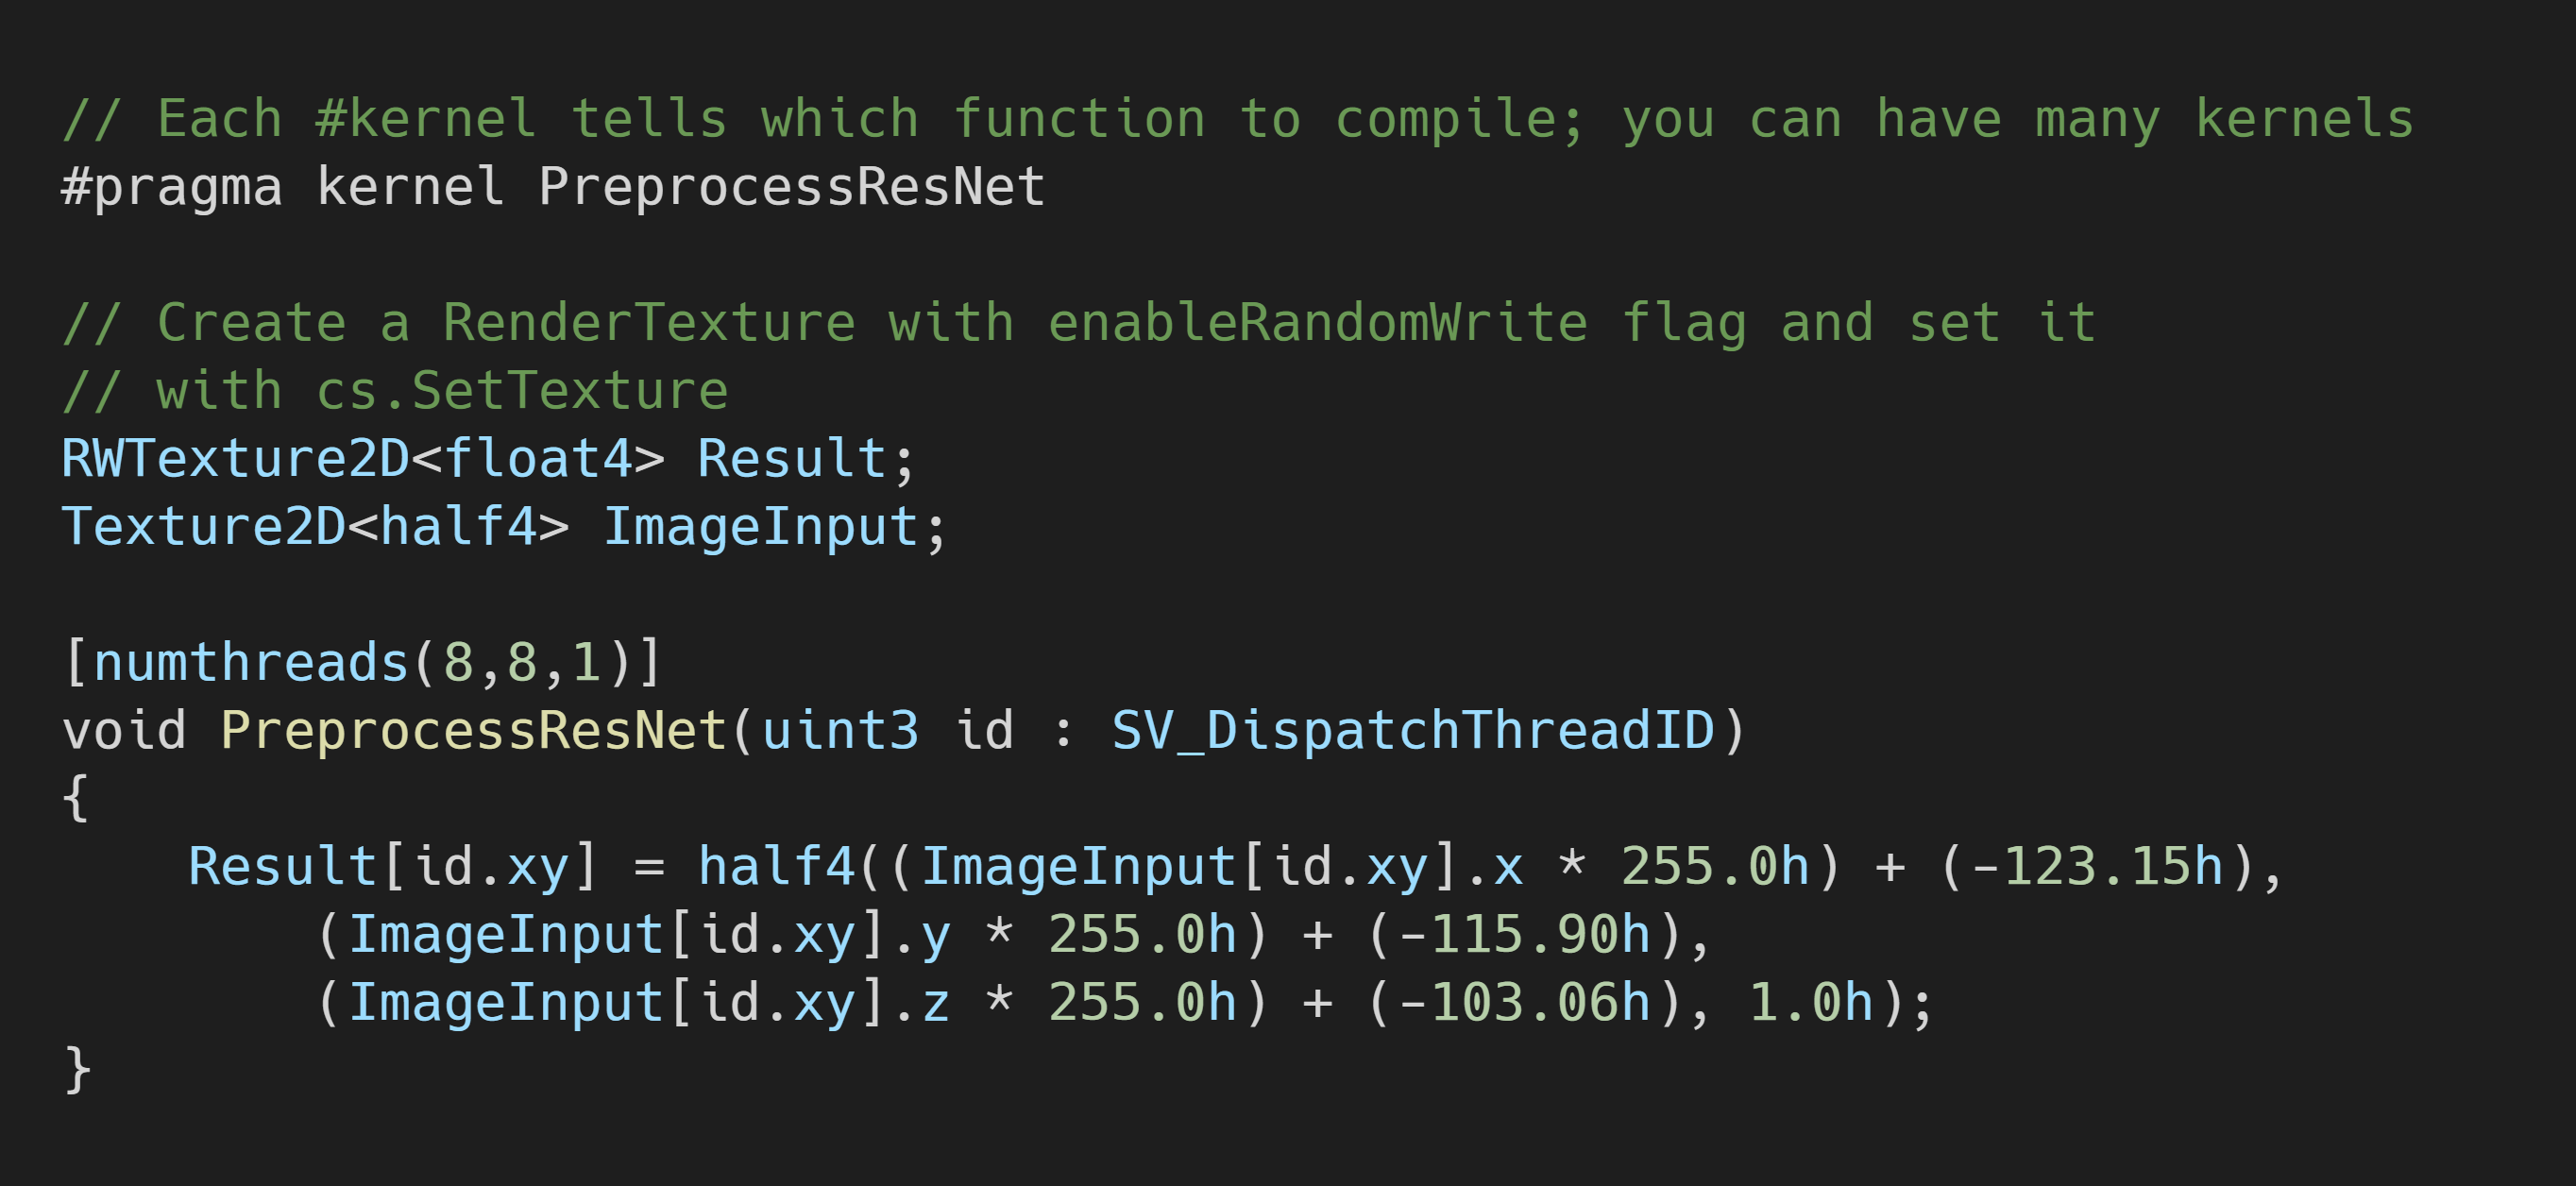 // Each #kernel tells which function to compile; you can have many kernels
#pragma kernel PreprocessResNet
// Create a RenderTexture with enableRandomWrite flag and set it
// with cs.SetTexture
RWTexture2D<float4> Result;
Texture2D<half4> ImageInput;
[numthreads(8,8,1)]
void PreprocessResNet(uint3 id : SV_DispatchThreadID)
{
    Result[id.xy] = half4((ImageInput[id.xy].x * 255.0h) + (-123.15h),
        (ImageInput[id.xy].y * 255.0h) + (-115.90h),
        (ImageInput[id.xy].z * 255.0h) + (-103.06h), 1.0h);
}